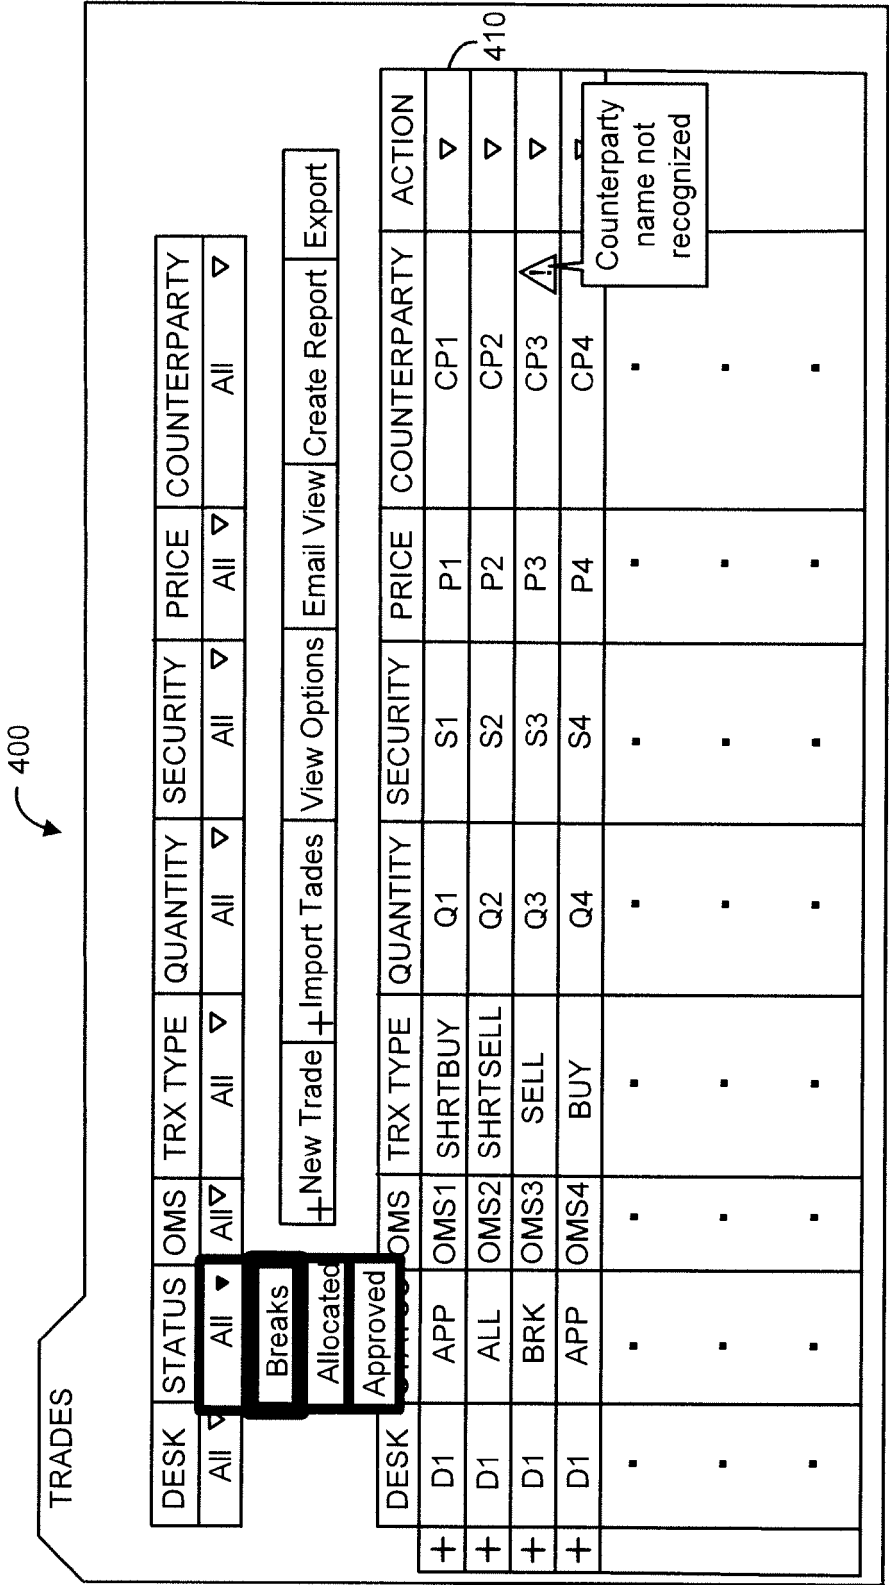 400
TRADES
DESK STATUS OMS TRX TYPE QUANTITY SECURITY PRICE COUNTERPARTY
All All All All All All All All
Breaks
Allocated
Approved
+New Trade +Import Tades View Options Email View Create Report Export
DESK OMS TRX TYPE QUANTITY SECURITY PRICE COUNTERPARTY ACTION
+ D1 APP OMS1 SHRTBUY Q1 S1 P1 CP1
+ D1 ALL OMS2 SHRTSELL Q2 S2 P2 CP2
+ D1 BRK OMS3 SELL Q3 S3 P3 CP3 !
+ D1 APP OMS4 BUY Q4 S4 P4 CP4
Counterparty
name not
recognized
410